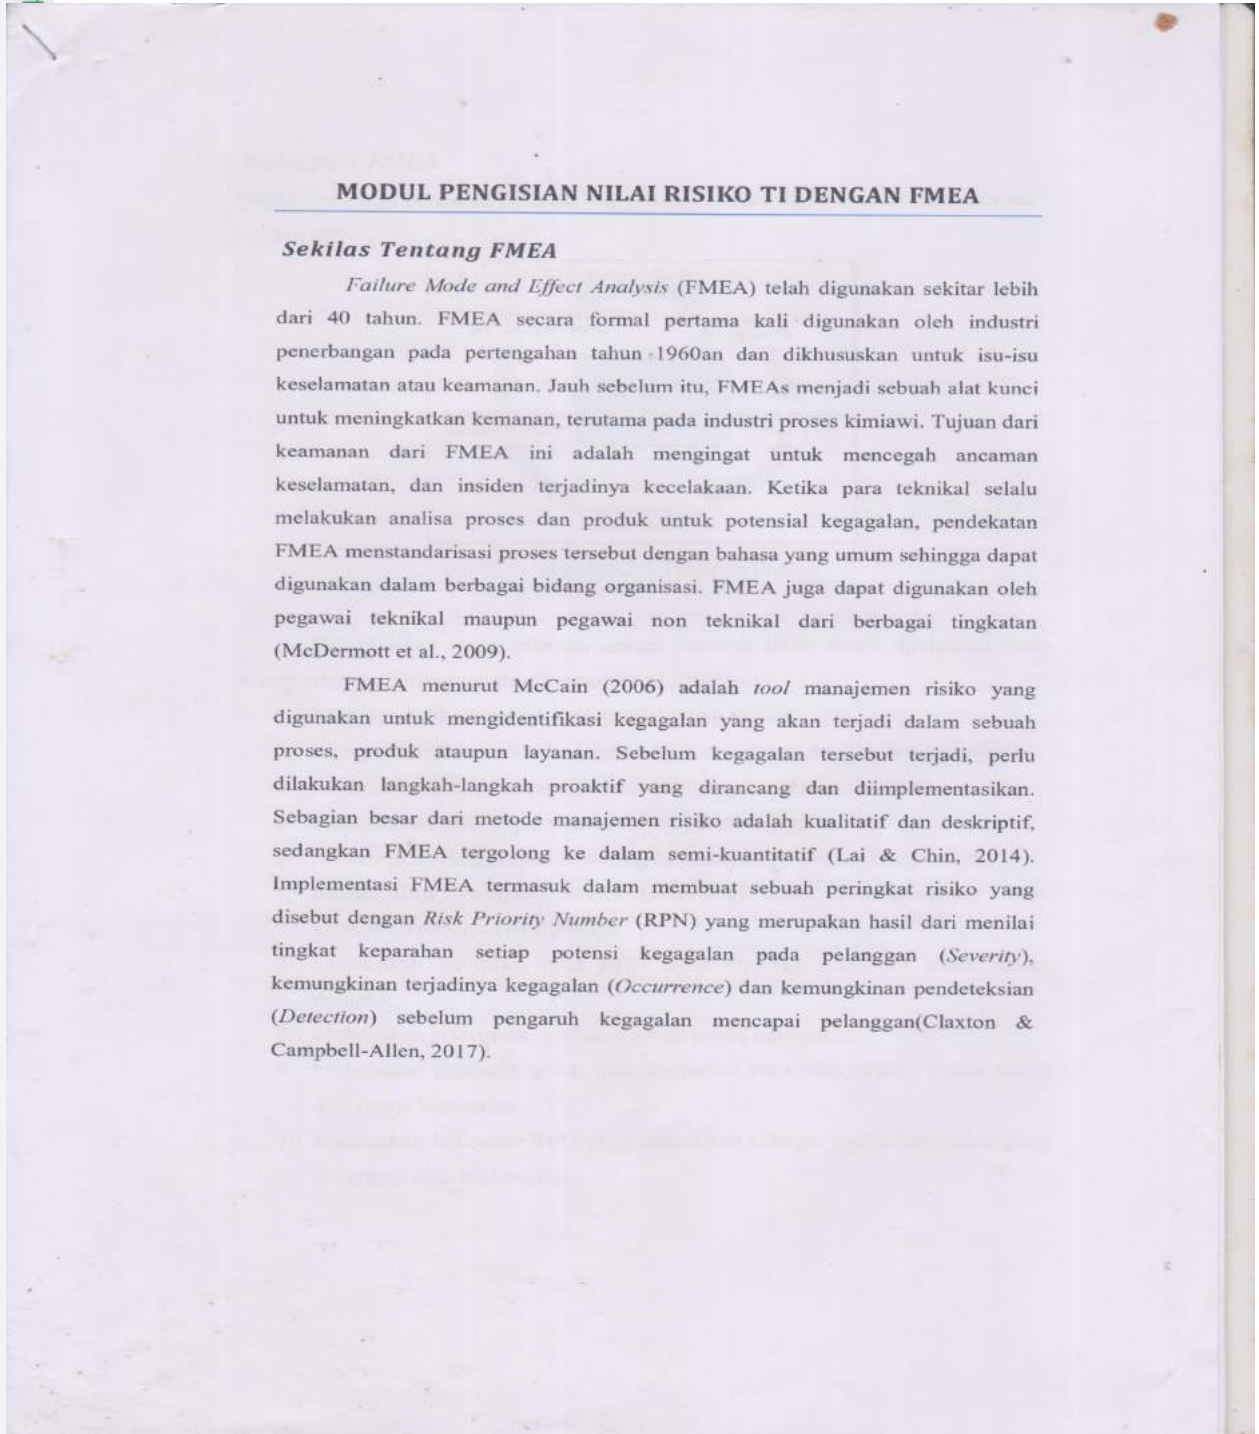 MODUL PENGISIAN NILAI RISIKO TI DENGAN FMEA
Sekilas Tentang FMEA
Failure Mode and Effect Analysis (FMEA) telah digunakan sekitar lebih
dari 40 tahun. FMEA secara formal pertama kali digunakan oleh industri
penerbangan pada pertengahan tahun 1960an dan dikhususkan untuk isu-isu
keselamatan atau keamanan. Jauh sebelum itu, FMEAs menjadi sebuah alat kunci
untuk meningkatkan kemanan, terutama pada industri proses kimiawi. Tujuan dari
keamanan dari FMEA ini adalah mengingat untuk mencegah ancaman
keselamatan, dan insiden terjadinya kecelakaan. Ketika para teknikal selalu
melakukan analisa proses dan produk untuk potensial kegagalan, pendekatan
FMEA menstandarisasi proses tersebut dengan bahasa yang umum sehingga dapat
digunakan dalam berbagai bidang organisasi. FMEA juga dapat digunakan oleh
pegawai teknikal maupun pegawai non teknikal dari berbagai tingkatan
(McDermott et al., 2009).
FMEA menurut McCain (2006) adalah tool manajemen risiko yang
digunakan untuk mengidentifikasi kegagalan yang akan terjadi dalam sebuah
proses, produk ataupun layanan. Sebelum kegagalan tersebut terjadi, perlu
dilakukan langkah-langkah proaktif yang dirancang dan diimplementasikan.
Sebagian besar dari metode manajemen risiko adalah kualitatif dan deskriptif,
sedangkan FMEA tergolong ke dalam semi-kuantitatif (Lai & Chin, 2014).
Implementasi FMEA termasuk dalam membuat sebuah peringkat risiko yang
disebut dengan Risk Priority Number (RPN) yang merupakan hasil dari menilai
tingkat keparahan setiap potensi kegagalan pada pelanggan (Severity),
kemungkinan terjadinya kegagalan (Occurrence) dan kemungkinan pendeteksian
(Detection) sebelum pengaruh kegagalan mencapai pelanggan(Claxton &
Campbell-Allen, 2017).